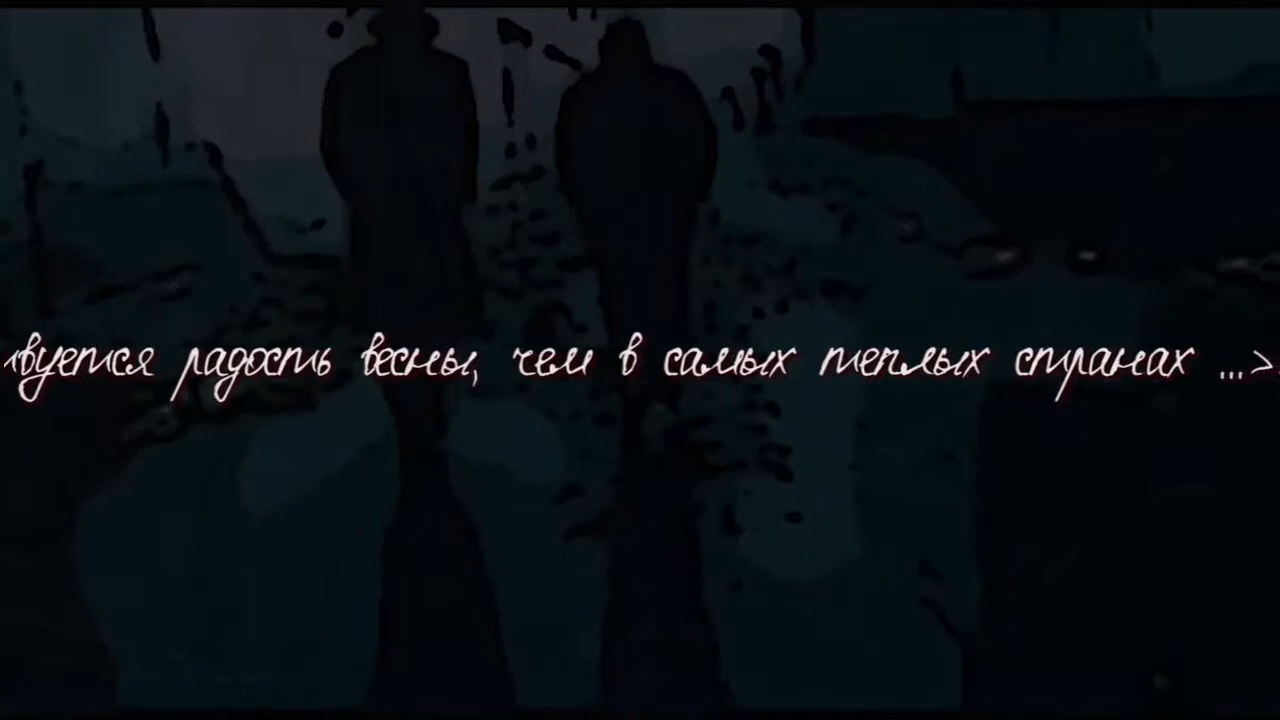 вуется радость весны, чем в самых теплых странах ...>